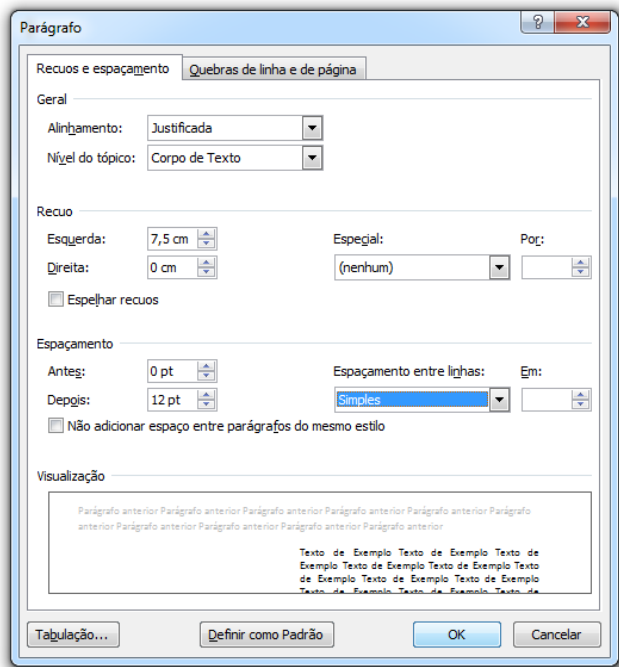 Parágrafo
Recuos e espaçamento Quebras de linha e de página
Geral
Alinhamento: Justificada
Nível do tópico: Corpo de Texto
Recuo
Esquerda: 7,5 cm Especial: Por:
Direita: 0 cm (nenhum)
Espelhar recuos
Espaçamento
Antes: 0 pt Espaçamento entre linhas: Em:
Depois: 12 pt Simples
Não adicionar espaço entre parágrafos do mesmo estilo
Visualização
Parágrafo anterior Parágrafo anterior Parágrafo anterior Parágrafo anterior Parágrafo anterior Parágrafo
anterior Parágrafo anterior Parágrafo anterior Parágrafo anterior Parágrafo anterior
Texto de Exemplo Texto de Exemplo Texto de
Exemplo Texto de Exemplo Texto de Exemplo Texto
de Exemplo Texto de Exemplo Texto de Exemplo
Texto de Exemplo Texto de Exemplo Texto de
Tabulação... Definir como Padrão OK Cancelar